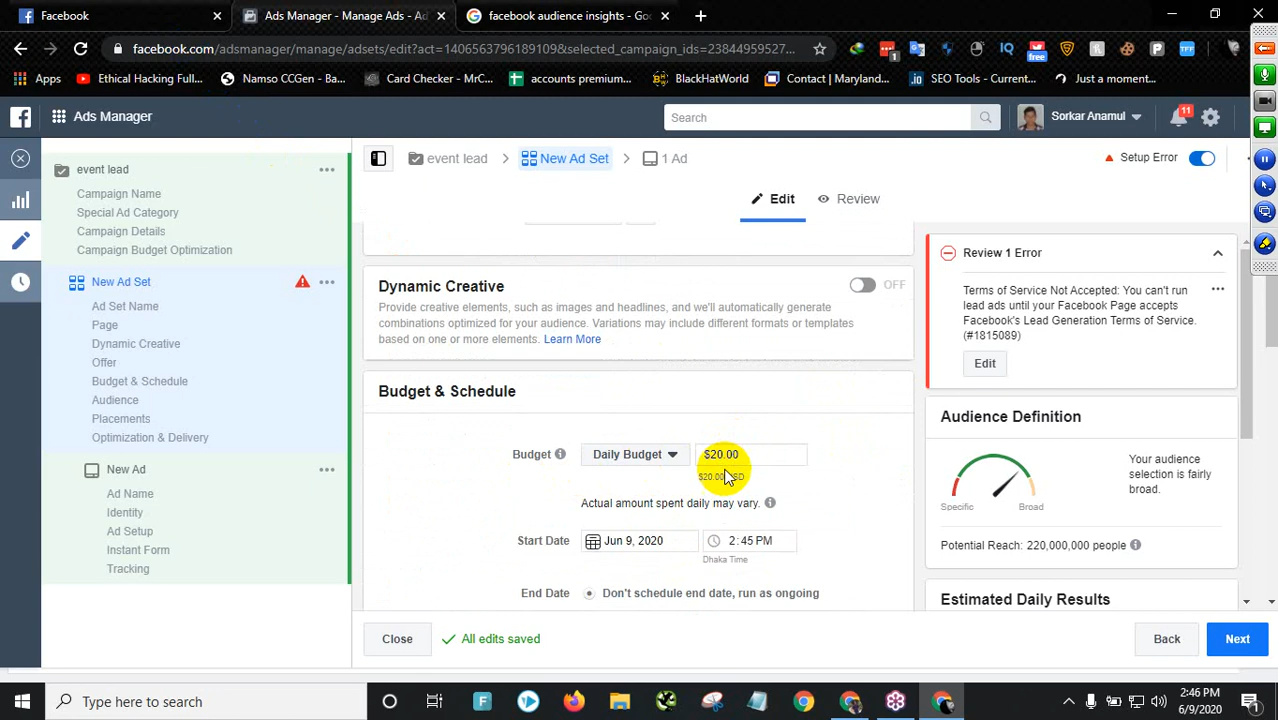 Facebook
Ads Manager - Manage Ads - Ad
facebook audience insights - Goo
facebook.com/adsmanager/manage/adsets/edit?act=1406563796189109&selected_campaign_ids=23844959527...
1
free
Apps
Ethical Hacking Full...
Namso CCGen - Ba...
Card Checker - MrC...
accounts premium...
BlackHatWorld
Contact | Maryland...
SEO Tools - Current...
Just a moment...
Ads Manager
Search
Sorkar Anamul
11
event lead
Campaign Name
Special Ad Category
Campaign Details
Campaign Budget Optimization
New Ad Set
Ad Set Name
Page
Dynamic Creative
Offer
Budget & Schedule
Audience
Placements
Optimization & Delivery
New Ad
Ad Name
Identity
Ad Setup
Instant Form
Tracking
event lead
New Ad Set
1 Ad
Setup Error
Edit
Review
Dynamic Creative
OFF
Provide creative elements, such as images and headlines, and we'll automatically generate
combinations optimized for your audience. Variations may include different formats or templates
based on one or more elements. Learn More
Budget & Schedule
Budget
Daily Budget
$20.00
Actual amount spent daily may vary.
Start Date
Jun 9, 2020
2:45 PM
Dhaka Time
End Date
Don't schedule end date, run as ongoing
Review 1 Error
Terms of Service Not Accepted: You can't run
lead ads until your Facebook Page accepts
Facebook's Lead Generation Terms of Service.
(#1815089)
Edit
Audience Definition
Your audience
selection is fairly
broad.
Specific
Broad
Potential Reach: 220,000,000 people
Estimated Daily Results
Close
All edits saved
Back
Next
Type here to search
2:46 PM
6/9/2020
1